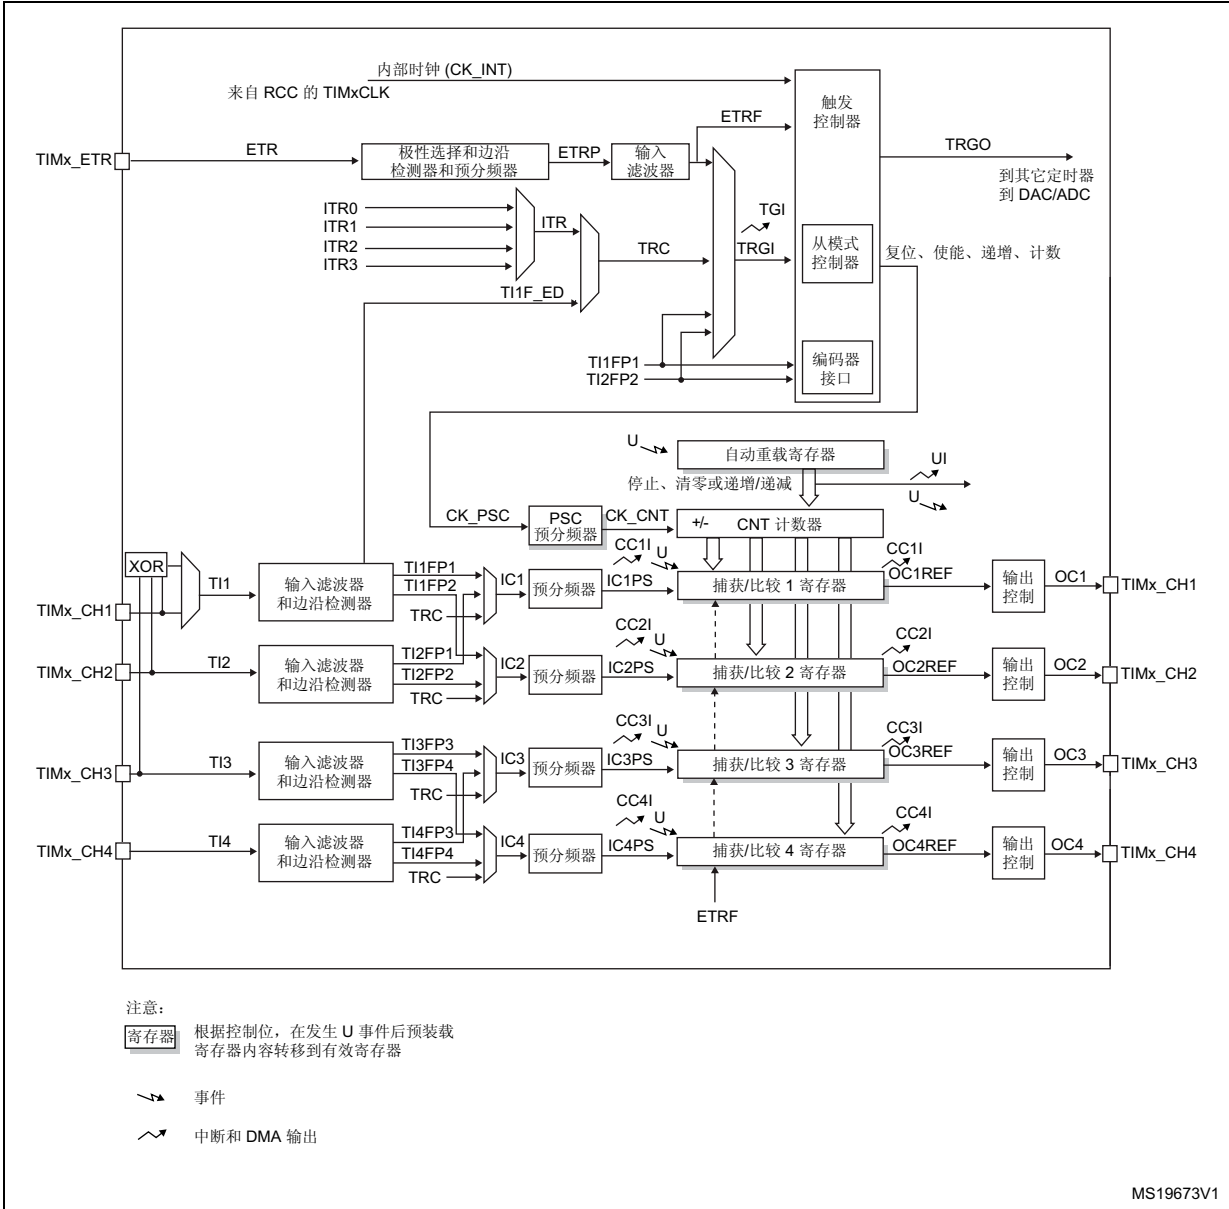 内部时钟 (CK_INT)
来自 RCC 的 TIMxCLK
触发
控制器
ETRF
TIMx_ETR
ETR
极性选择和边沿
检测器和预分频器
ETRP
输入
滤波器
TRGO
到其它定时器
到 DAC/ADC
ITR0
ITR1
ITR2
ITR3
ITR
TRC
TI1F_ED
TGI
TRGI
从模式
控制器
复位、使能、递增、计数
TI1FP1
TI2FP2
编码器
接口
U
自动重载寄存器
UI
停止、清零或递增/递减
U
CK_PSC
PSC
预分频器
CK_CNT
+/-
CNT 计数器
XOR
TI1
输入滤波器
和边沿检测器
TI1FP1
TI1FP2
TRC
IC1
预分频器
CC1I
U
IC1PS
捕获/比较 1 寄存器
CC1I
OC1REF
输出
控制
OC1
TIMx_CH1
TIMx_CH1
TIMx_CH2
TI2
输入滤波器
和边沿检测器
TI2FP1
TI2FP2
TRC
IC2
预分频器
CC2I
U
IC2PS
捕获/比较 2 寄存器
CC2I
OC2REF
输出
控制
OC2
TIMx_CH2
TIMx_CH3
TI3
输入滤波器
和边沿检测器
TI3FP3
TI3FP4
TRC
IC3
预分频器
CC3I
U
IC3PS
捕获/比较 3 寄存器
CC3I
OC3REF
输出
控制
OC3
TIMx_CH3
TIMx_CH4
TI4
输入滤波器
和边沿检测器
TI4FP3
TI4FP4
TRC
IC4
预分频器
CC4I
U
IC4PS
捕获/比较 4 寄存器
CC4I
OC4REF
输出
控制
OC4
TIMx_CH4
ETRF
注意：
寄存器
根据控制位，在发生 U 事件后预装载
寄存器内容转移到有效寄存器
事件
中断和 DMA 输出
MS19673V1